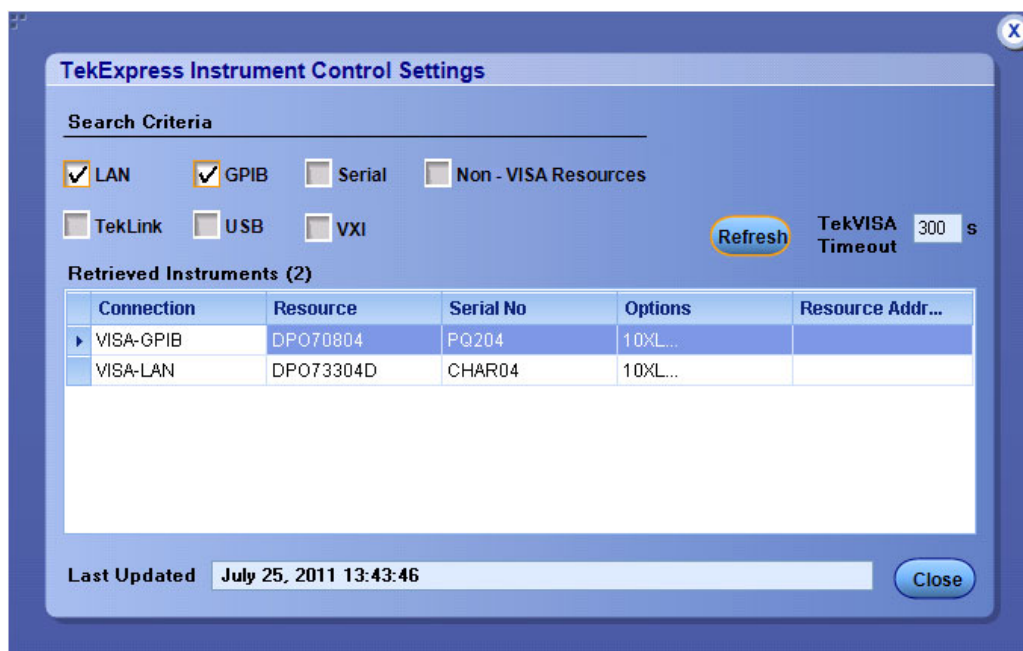 X
TekExpress Instrument Control Settings
Search Criteria
LAN GPIB Serial Non - VISA Resources
TekLink USB VXI
Refresh TekVISA Timeout 300 s
Retrieved Instruments (2)
Connection Resource Serial No Options Resource Addr...
VISA-GPIB DPO70804 PQ204 10XL...
VISA-LAN DPO73304D CHAR04 10XL...
Last Updated July 25, 2011 13:43:46 Close